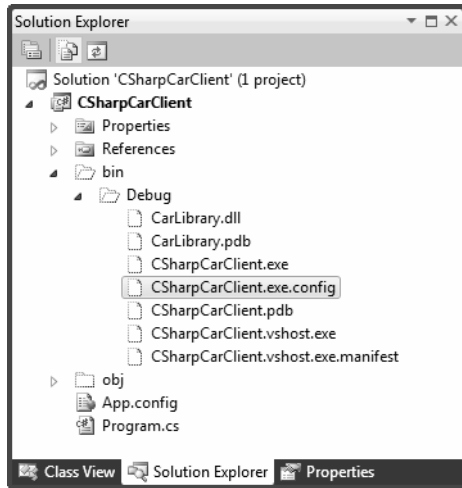 Solution Explorer
Solution 'CSharpCarClient' (1 project)
CSharpCarClient
Properties
References
bin
Debug
CarLibrary.dll
CarLibrary.pdb
CSharpCarClient.exe
CSharpCarClient.exe.config
CSharpCarClient.pdb
CSharpCarClient.vshost.exe
CSharpCarClient.vshost.exe.manifest
obj
App.config
Program.cs
Class View Solution Explorer Properties